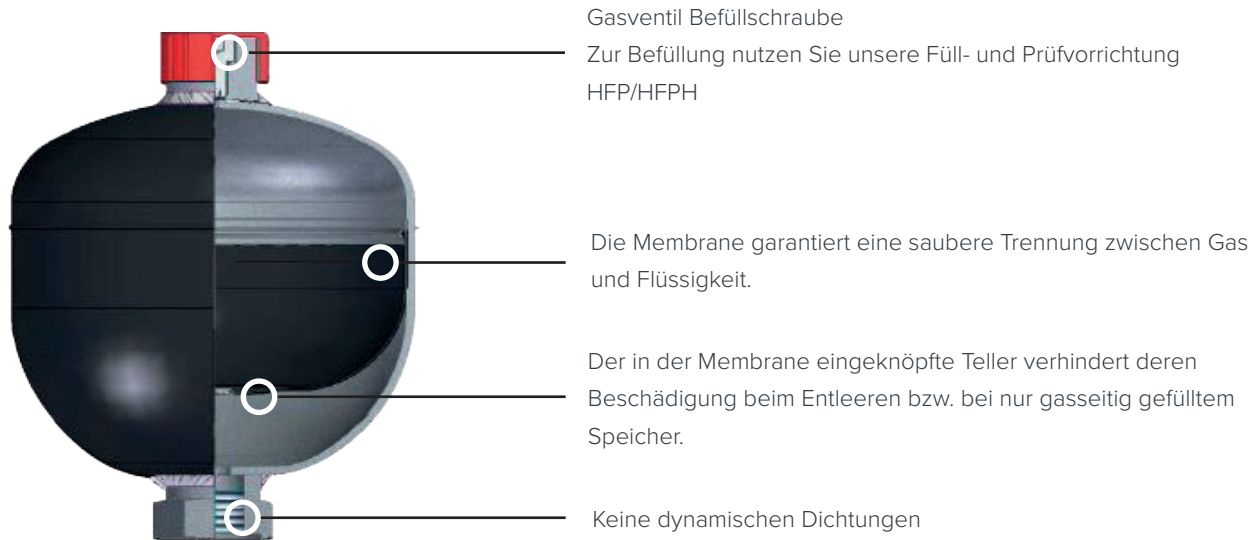 Gasventil Befüllschraube
Zur Befüllung nutzen Sie unsere Füll- und Prüfvorrichtung
HFP/HFPH
Die Membrane garantiert eine saubere Trennung zwischen Gas
und Flüssigkeit.
Der in der Membrane eingeknöpfte Teller verhindert deren
Beschädigung beim Entleeren bzw. bei nur gasseitig gefülltem
Speicher.
Keine dynamischen Dichtungen